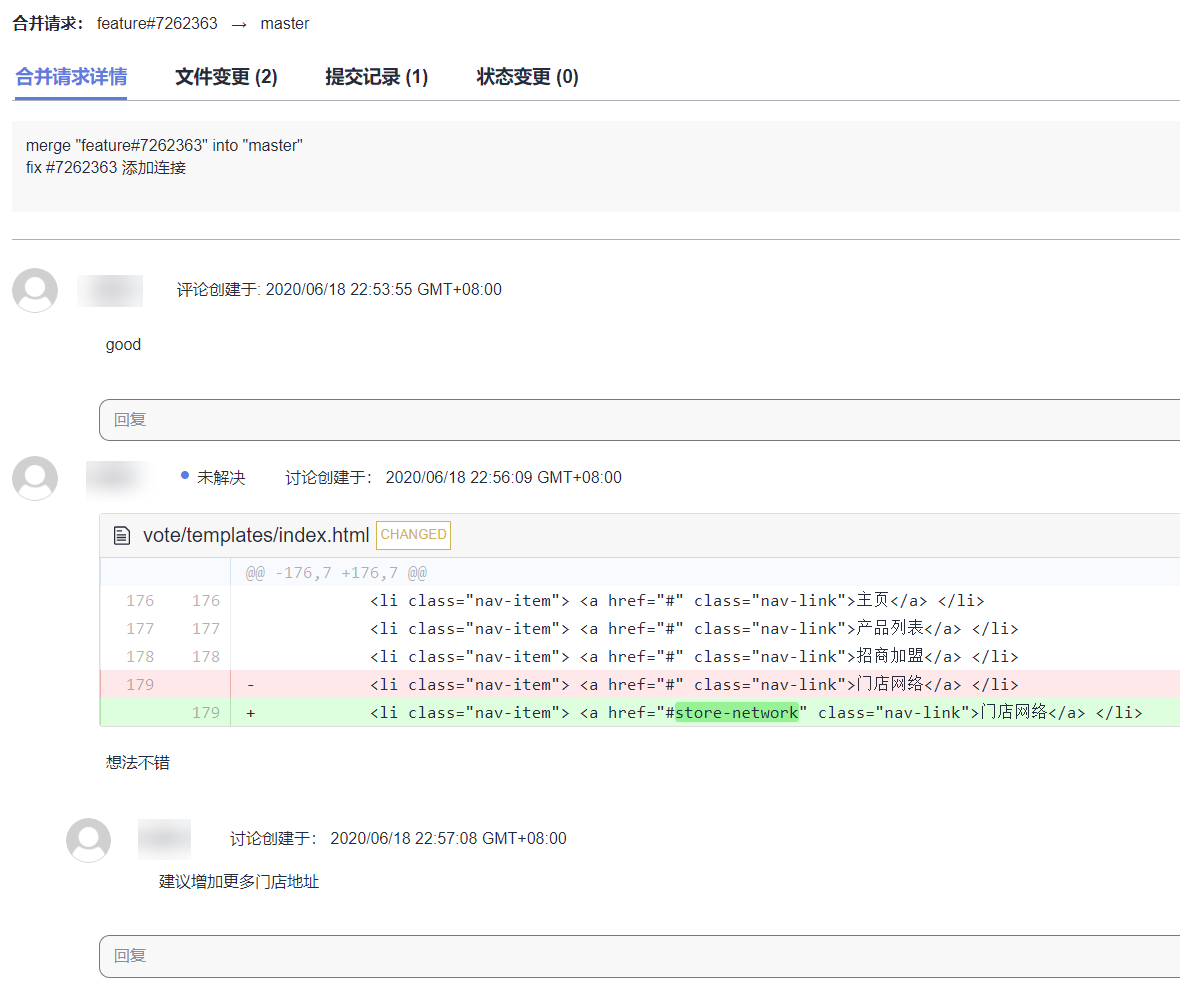 合并请求： feature#7262363 → master
合并请求详情 文件变更 (2) 提交记录 (1) 状态变更 (0)
merge "feature#7262363" into "master"
fix #7262363 添加连接
评论创建于: 2020/06/18 22:53:55 GMT+08:00
good
回复
未解决 讨论创建于： 2020/06/18 22:56:09 GMT+08:00
vote/templates/index.html CHANGED
@@ -176,7 +176,7 @@
176 176 <li class="nav-item"> <a href="#" class="nav-link">主页</a> </li>
177 177 <li class="nav-item"> <a href="#" class="nav-link">产品列表</a> </li>
178 178 <li class="nav-item"> <a href="#" class="nav-link">招商加盟</a> </li>
179 - <li class="nav-item"> <a href="#" class="nav-link">门店网络</a> </li>
179 + <li class="nav-item"> <a href="#store-network" class="nav-link">门店网络</a> </li>
想法不错
讨论创建于： 2020/06/18 22:57:08 GMT+08:00
建议增加更多门店地址
回复